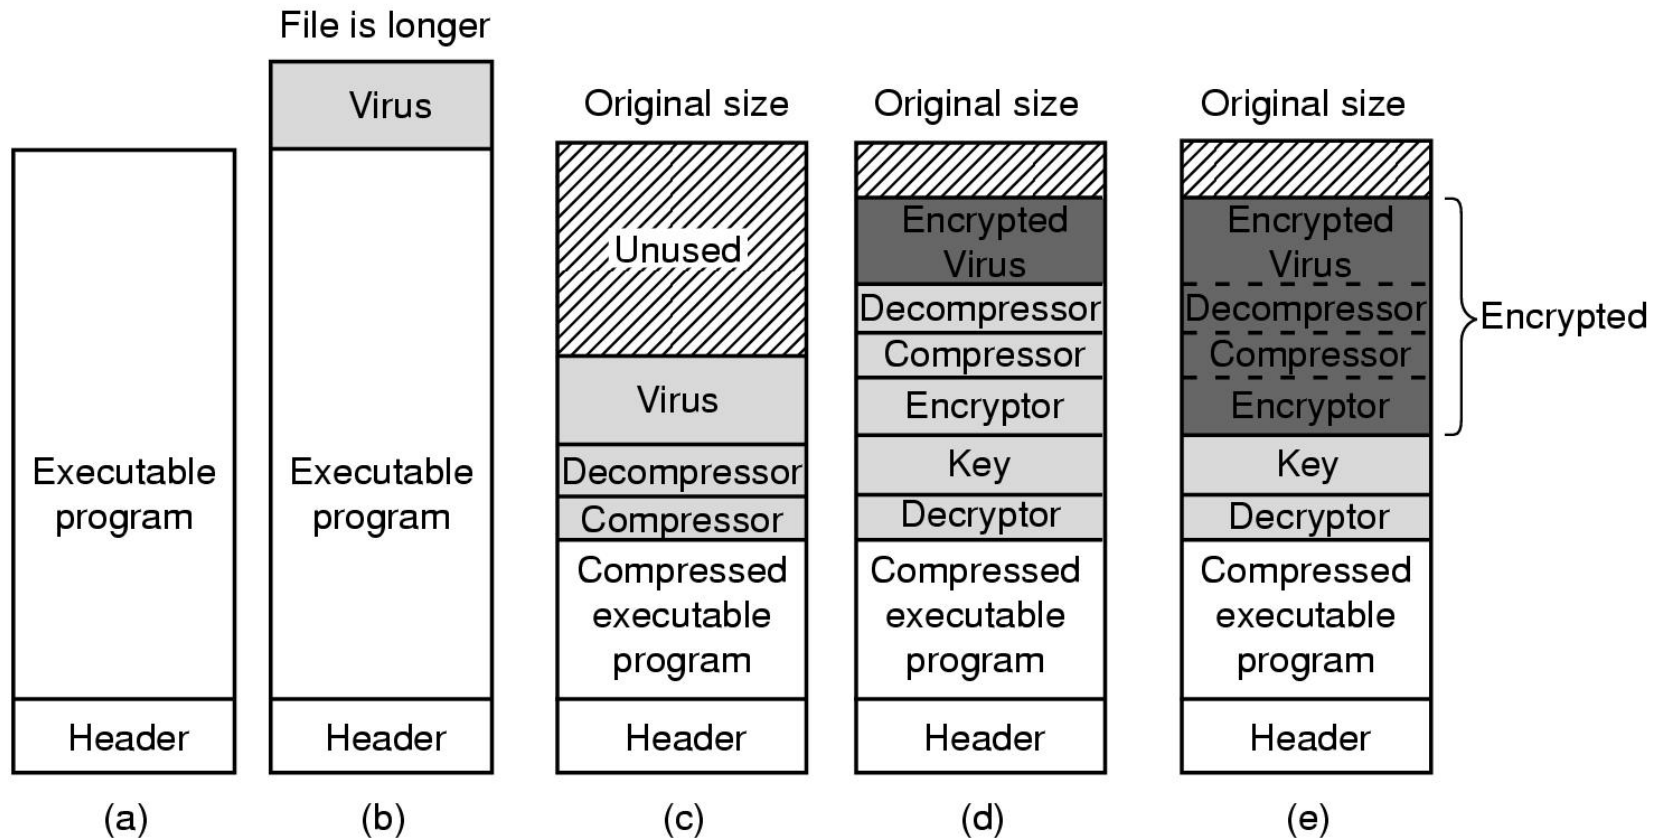 File is longer
Virus
Executable
program
Header
(a)
Executable
program
Header
(b)
Original size
Unused
Virus
Decompressor
Compressor
Compressed
executable
program
Header
(c)
Original size
Encrypted
Virus
Decompressor
Compressor
Encryptor
Key
Decryptor
Compressed
executable
program
Header
(d)
Original size
Encrypted
Virus
Decompressor
Compressor
Encryptor
Key
Decryptor
Compressed
executable
program
Header
(e)
Encrypted